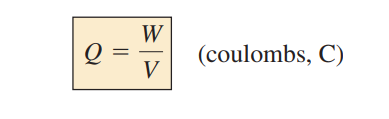 Q = W/V (coulombs, C)